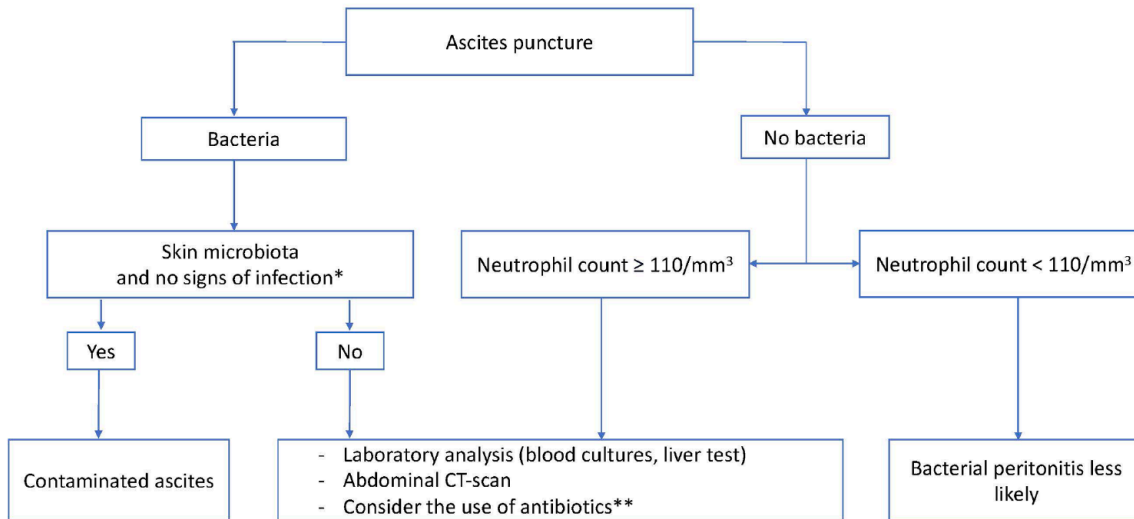 Ascites puncture
Bacteria
No bacteria
Skin microbiota
and no signs of infection*
Neutrophil count ≥ 110/mm³
Neutrophil count < 110/mm³
Yes
No
Contaminated ascites
- Laboratory analysis (blood cultures, liver test)
- Abdominal CT-scan
- Consider the use of antibiotics**
Bacterial peritonitis less
likely